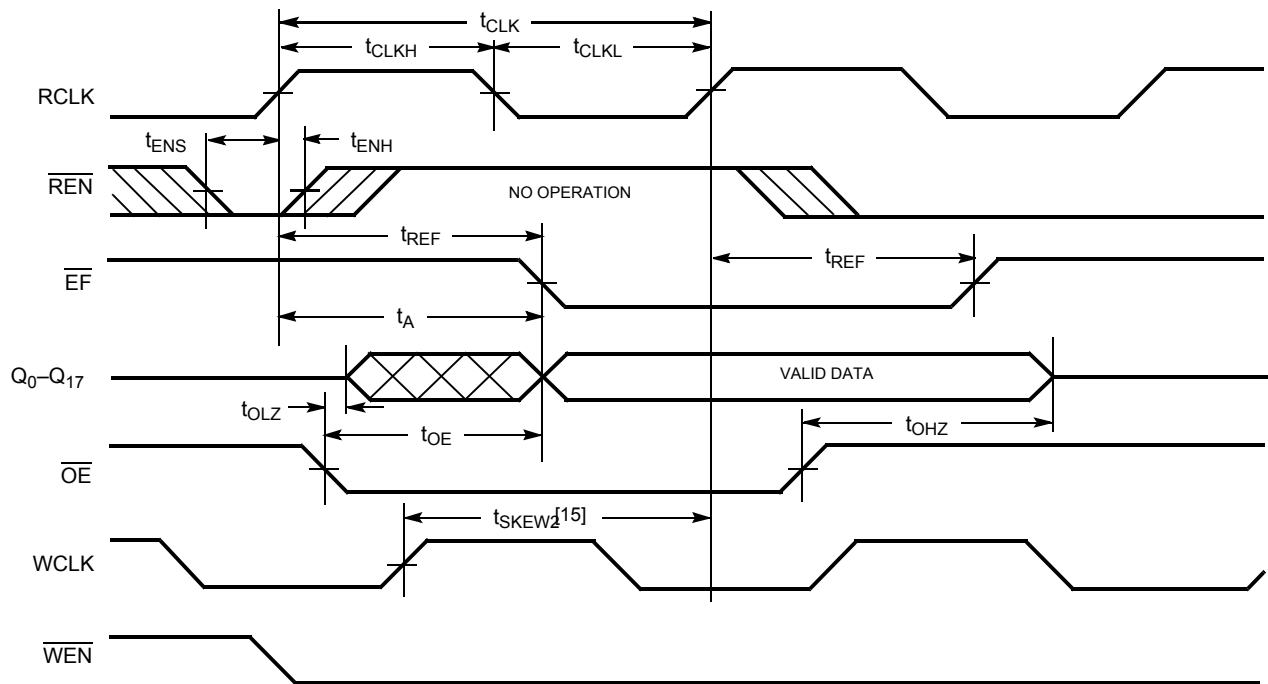 tCLK
tCLKH
tCLKL
RCLK
tENS
tENH
REN
NO OPERATION
tREF
tREF
EF
tA
Q0–Q17
VALID DATA
tOLZ
tOE
tOHZ
OE
tSKEW2[15]
WCLK
WEN